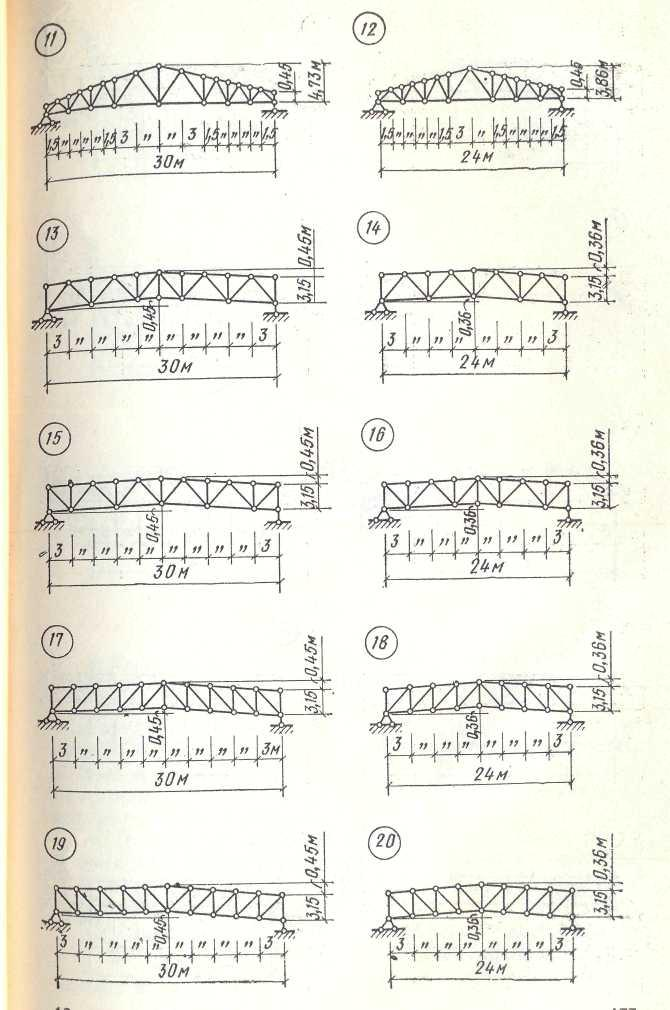 11
0,45
4,73м
1,5 " " " " 1,5 3 " " 3 1,5 " " " " 1,5
30м
12
0,45
3,86м
1,5 " " " " 1,5 3 " 1,5 " " " " 1,5
24м
13
0,45м
3,15
0,45
3 " " " " " " " " 3
30м
14
0,36м
3,15
0,36
3 " " " " " " 3
24м
15
0,45м
3,15
0,45
3 " " " " " " " " 3
30м
16
0,36м
3,15
0,36
3 " " " " " " 3
24м
17
0,45м
3,15
0,45
3 " " " " " " " " 3м
30м
18
0,36м
3,15
0,36
3 " " " " " " 3
24м
19
0,45м
3,15
0,45
3 " " " " " " " " 3
30м
20
0,36м
3,15
0,36
3 " " " " " " 3
24м